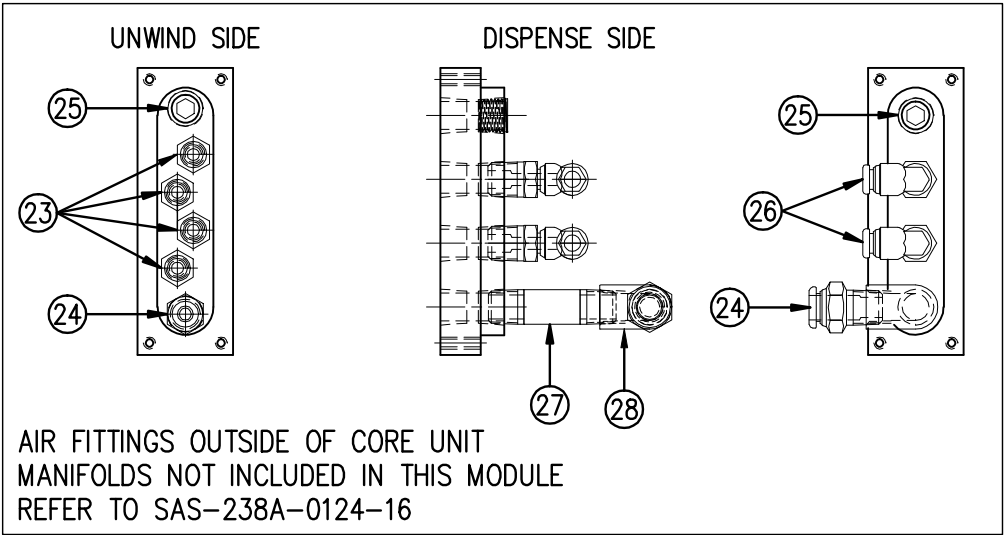 UNWIND SIDE
DISPENSE SIDE
25
23
24
27
28
25
26
24
AIR FITTINGS OUTSIDE OF CORE UNIT
MANIFOLDS NOT INCLUDED IN THIS MODULE
REFER TO SAS-238A-0124-16